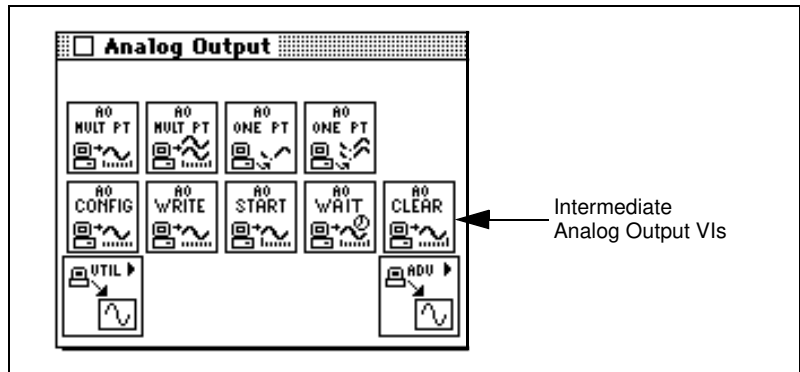 Analog Output
AO MULT PT
AO MULT PT
AO ONE PT
AO ONE PT
AO CONFIG
AO WRITE
AO START
AO WAIT
AO CLEAR
Intermediate
Analog Output VIs
UTIL
ADV